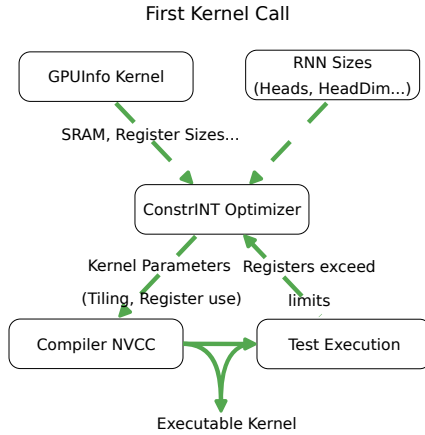 First Kernel Call
GPUInfo Kernel
RNN Sizes
(Heads, HeadDim...)
SRAM, Register Sizes...
ConstrINT Optimizer
Kernel Parameters
(Tiling, Register use)
Registers exceed
limits
Compiler NVCC
Test Execution
Executable Kernel